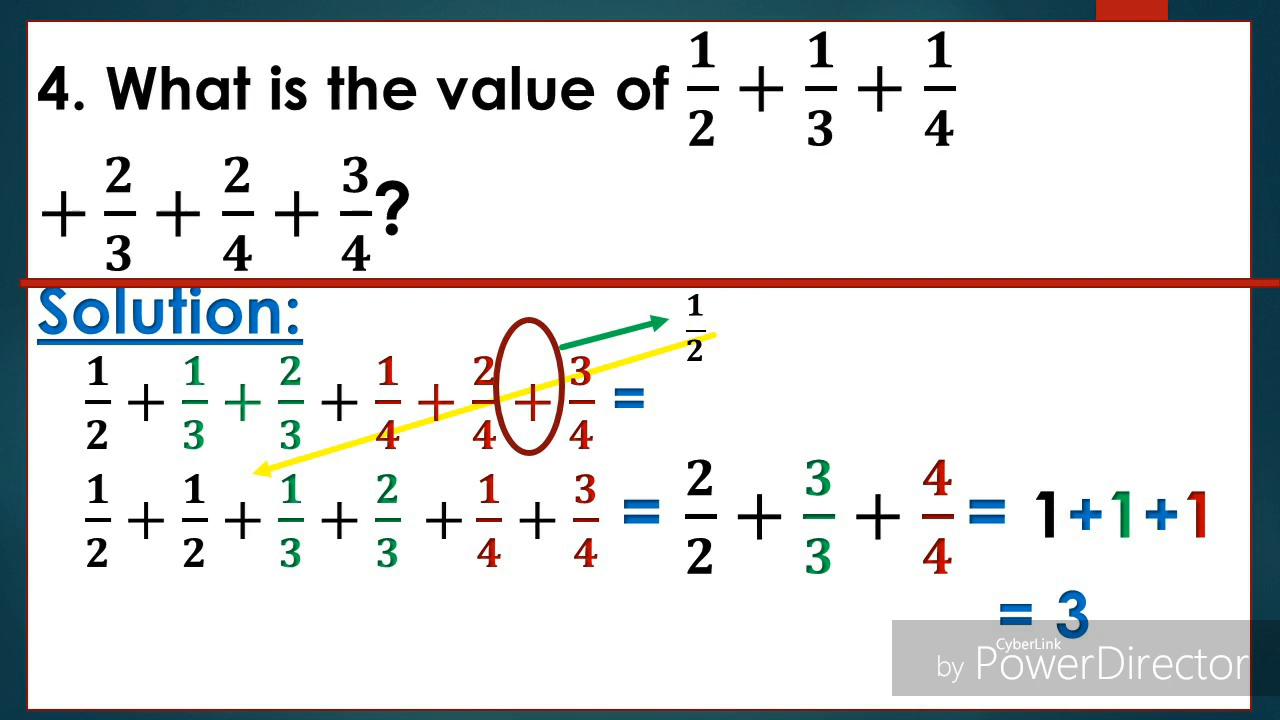 4. What is the value of 1/2 + 1/3 + 1/4
+ 2/3 + 2/4 + 3/4?
Solution:
1/2
1/2 + 1/3 + 2/3 + 1/4 + 2/4 + 3/4 =
1/2 + 1/2 + 1/3 + 2/3 + 1/4 + 3/4 = 2/2 + 3/3 + 4/4 = 1+1+1
= 3
CyberLink
by PowerDirector